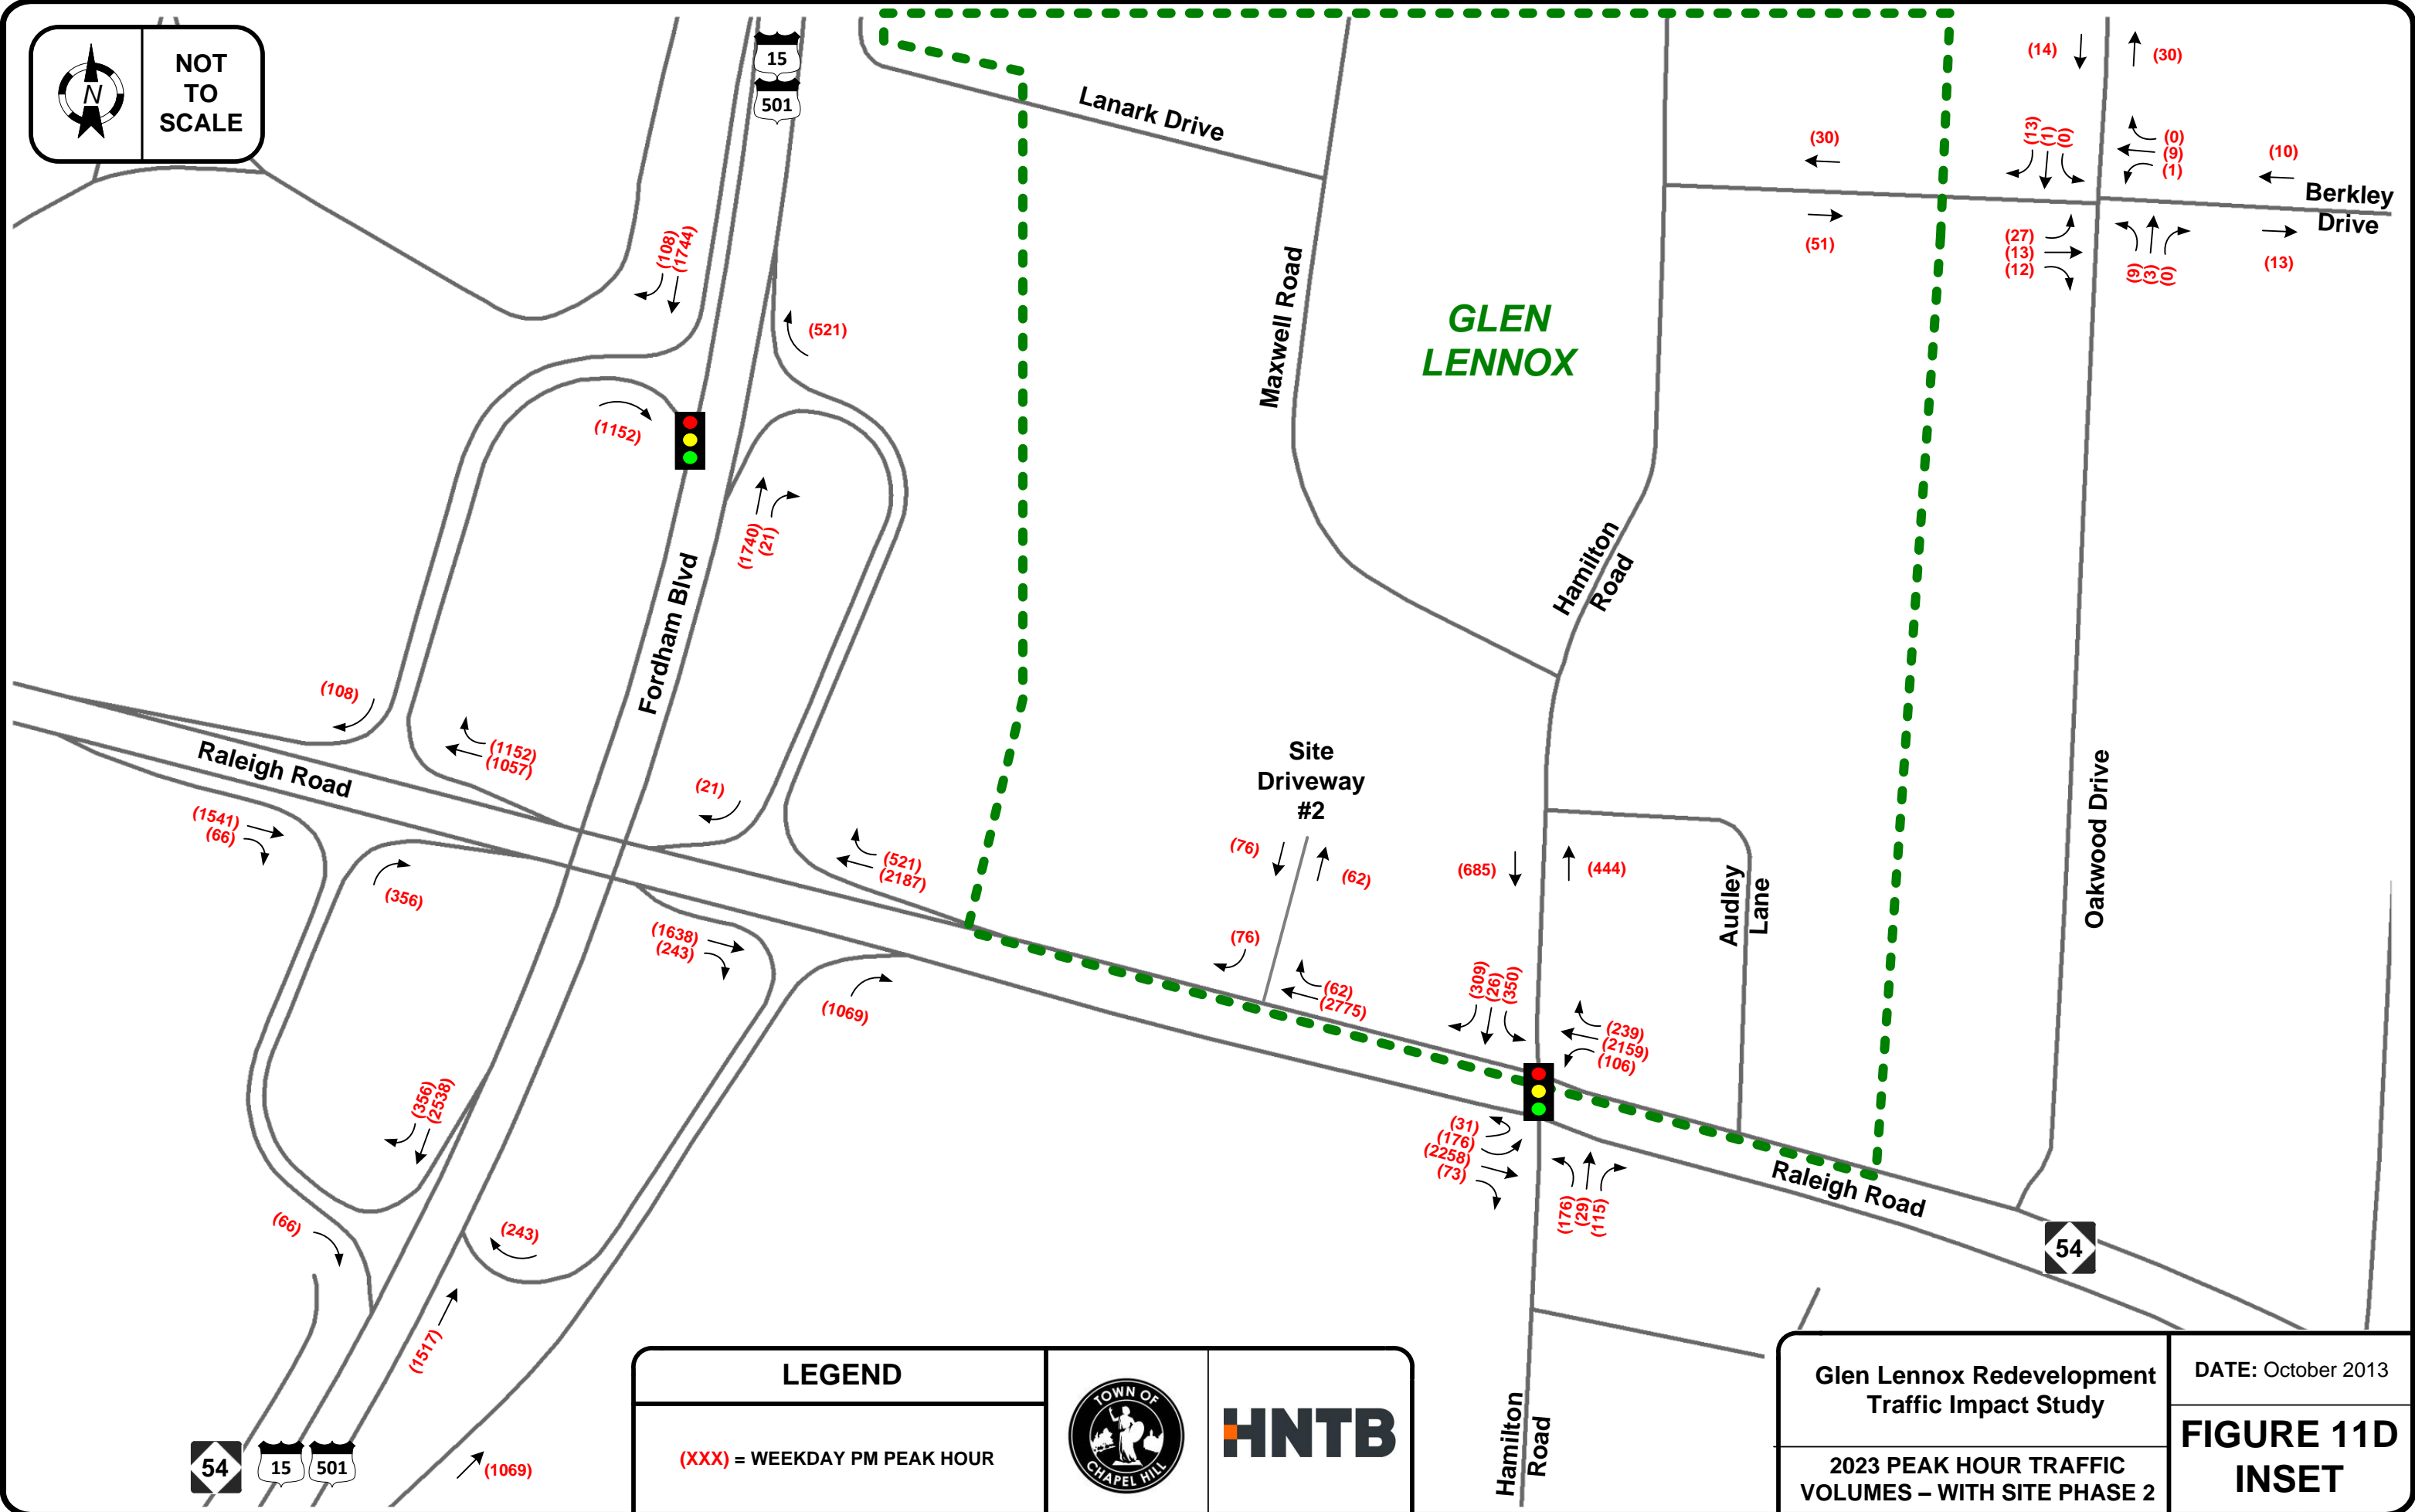 N
NOT
TO
SCALE
15
501
Lanark Drive
(14)
(30)
(30)
(13)
(1)
(0)
(0)
(9)
(1)
(10)
Berkley
Drive
(51)
(27)
(13)
(12)
(9)
(3)
(0)
(13)
(108)
(1744)
(521)
Maxwell Road
GLEN
LENNOX
(1152)
(1740)
(21)
Hamilton
Road
Fordham Blvd
(108)
(1152)
(1057)
Raleigh Road
(21)
Site
Driveway
#2
Oakwood Drive
(1541)
(66)
(356)
(521)
(2187)
(76)
(62)
(685)
(444)
Audley
Lane
(1638)
(243)
(1069)
(76)
(62)
(2775)
(309)
(26)
(350)
(239)
(2159)
(106)
(356)
(2538)
(31)
(176)
(2258)
(73)
(176)
(29)
(115)
Raleigh Road
54
(66)
(243)
(1517)
(1069)
54
15
501
Hamilton
Road
LEGEND
(XXX) = WEEKDAY PM PEAK HOUR
TOWN OF
CHAPEL HILL
HNTB
Glen Lennox Redevelopment
Traffic Impact Study
2023 PEAK HOUR TRAFFIC
VOLUMES – WITH SITE PHASE 2
DATE: October 2013
FIGURE 11D
INSET